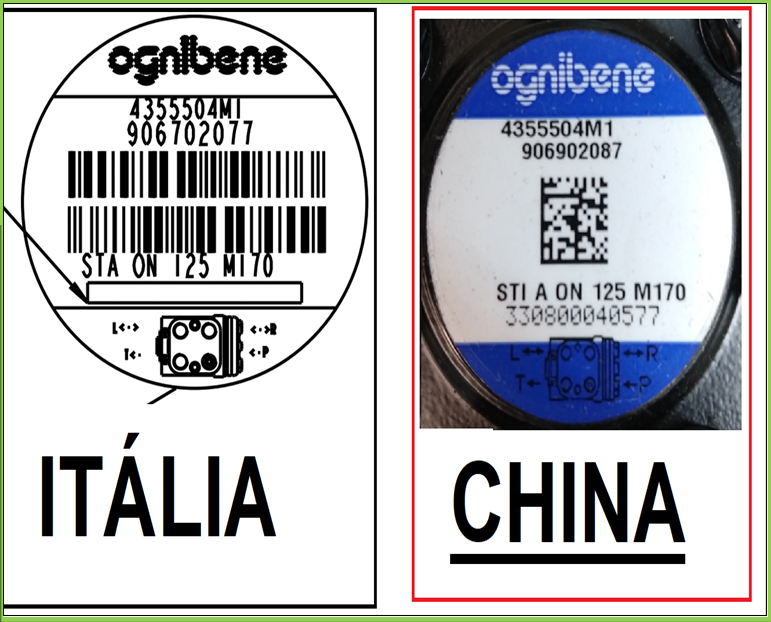 ognibene
4355504M1
906702077
STA ON 125 M170
L<->
<->R
T<-
<-P
ITÁLIA
ognibene
4355504M1
906902087
STI A ON 125 M170
330800040577
L↔
↔R
T←
←P
CHINA